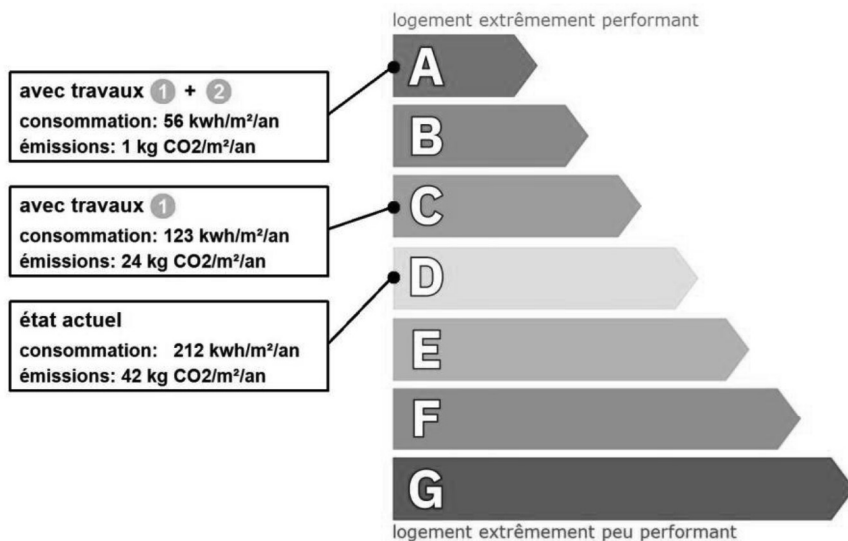 logement extrêmement performant
A
avec travaux 1 + 2
consommation: 56 kwh/m²/an
émissions: 1 kg CO2/m²/an
B
avec travaux 1
consommation: 123 kwh/m²/an
émissions: 24 kg CO2/m²/an
C
D
état actuel
consommation: 212 kwh/m²/an
émissions: 42 kg CO2/m²/an
E
F
G
logement extrêmement peu performant